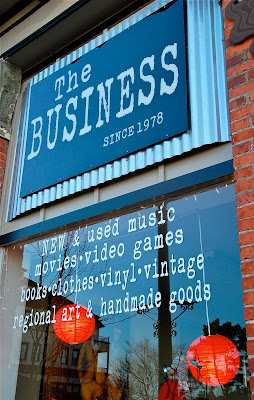 The
BUSINESS
SINCE 1978
NEW & used music
movies•video games
books•clothes•vinyl•vintage
regional art & handmade goods